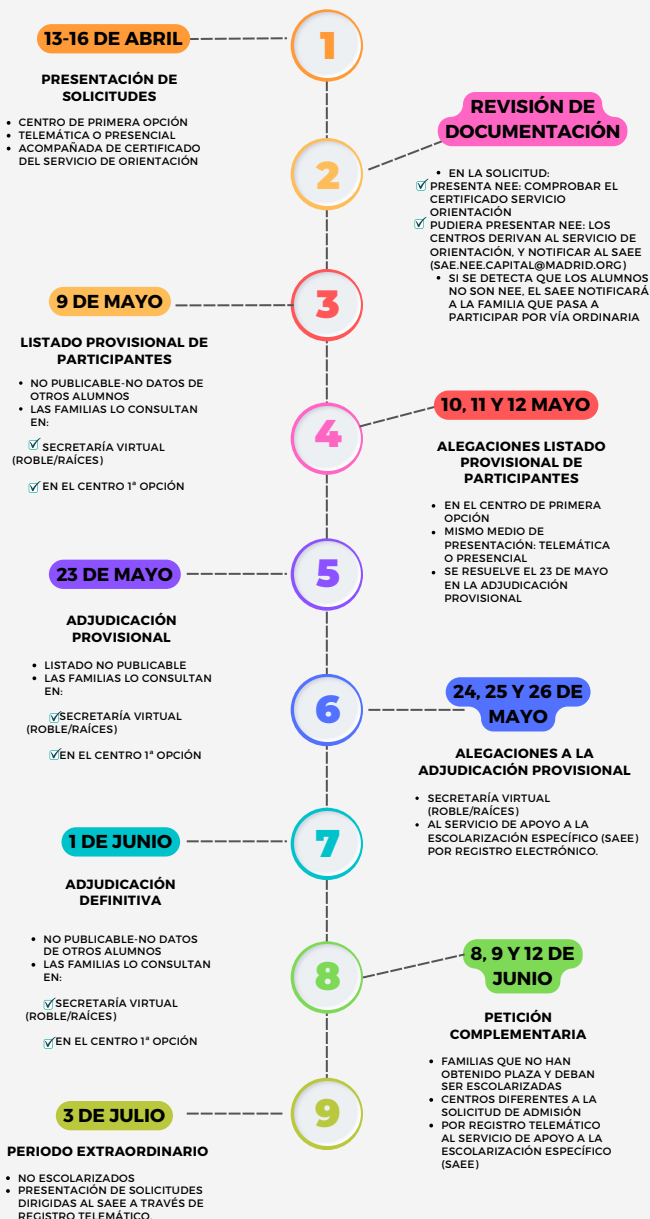 13-16 DE ABRIL
1
PRESENTACIÓN DE
SOLICITUDES
• CENTRO DE PRIMERA OPCIÓN
• TELEMÁTICA O PRESENCIAL
• ACOMPAÑADA DE CERTIFICADO
DEL SERVICIO DE ORIENTACIÓN
REVISIÓN DE
DOCUMENTACIÓN
2
• EN LA SOLICITUD:
PRESENTA NEE: COMPROBAR EL
CERTIFICADO SERVICIO
ORIENTACIÓN
PUDIERA PRESENTAR NEE: LOS
CENTROS DERIVAN AL SERVICIO DE
ORIENTACIÓN, Y NOTIFICAR AL SAEE
(SAE.NEE.CAPITAL@MADRID.ORG)
• SI SE DETECTA QUE LOS ALUMNOS
NO SON NEE, EL SAEE NOTIFICARÁ
A LA FAMILIA QUE PASA A
PARTICIPAR POR VÍA ORDINARIA
9 DE MAYO
3
LISTADO PROVISIONAL DE
PARTICIPANTES
• NO PUBLICABLE-NO DATOS DE
OTROS ALUMNOS
• LAS FAMILIAS LO CONSULTAN
EN:
SECRETARÍA VIRTUAL
(ROBLE/RAÍCES)
EN EL CENTRO 1ª OPCIÓN
10, 11 Y 12 MAYO
4
ALEGACIONES LISTADO
PROVISIONAL DE
PARTICIPANTES
• EN EL CENTRO DE PRIMERA
OPCIÓN
• MISMO MEDIO DE
PRESENTACIÓN: TELEMÁTICA
O PRESENCIAL
• SE RESUELVE EL 23 DE MAYO
EN LA ADJUDICACIÓN
PROVISIONAL
23 DE MAYO
5
ADJUDICACIÓN
PROVISIONAL
• LISTADO NO PUBLICABLE
• LAS FAMILIAS LO CONSULTAN
EN:
SECRETARÍA VIRTUAL
(ROBLE/RAÍCES)
EN EL CENTRO 1ª OPCIÓN
24, 25 Y 26 DE
MAYO
6
ALEGACIONES A LA
ADJUDICACIÓN PROVISIONAL
• SECRETARÍA VIRTUAL
(ROBLE/RAÍCES)
• AL SERVICIO DE APOYO A LA
ESCOLARIZACIÓN ESPECÍFICO (SAEE)
POR REGISTRO ELECTRÓNICO.
1 DE JUNIO
7
ADJUDICACIÓN
DEFINITIVA
• NO PUBLICABLE-NO DATOS
DE OTROS ALUMNOS
• LAS FAMILIAS LO CONSULTAN
EN:
SECRETARÍA VIRTUAL
(ROBLE/RAÍCES)
EN EL CENTRO 1ª OPCIÓN
8, 9 Y 12 DE
JUNIO
8
PETICIÓN
COMPLEMENTARIA
• FAMILIAS QUE NO HAN
OBTENIDO PLAZA Y DEBAN
SER ESCOLARIZADAS
• CENTROS DIFERENTES A LA
SOLICITUD DE ADMISIÓN
• POR REGISTRO TELEMÁTICO
AL SERVICIO DE APOYO A LA
ESCOLARIZACIÓN ESPECÍFICO
(SAEE)
3 DE JULIO
9
PERIODO EXTRAORDINARIO
• NO ESCOLARIZADOS
• PRESENTACIÓN DE SOLICITUDES
DIRIGIDAS AL SAEE A TRAVÉS DE
REGISTRO TELEMÁTICO.